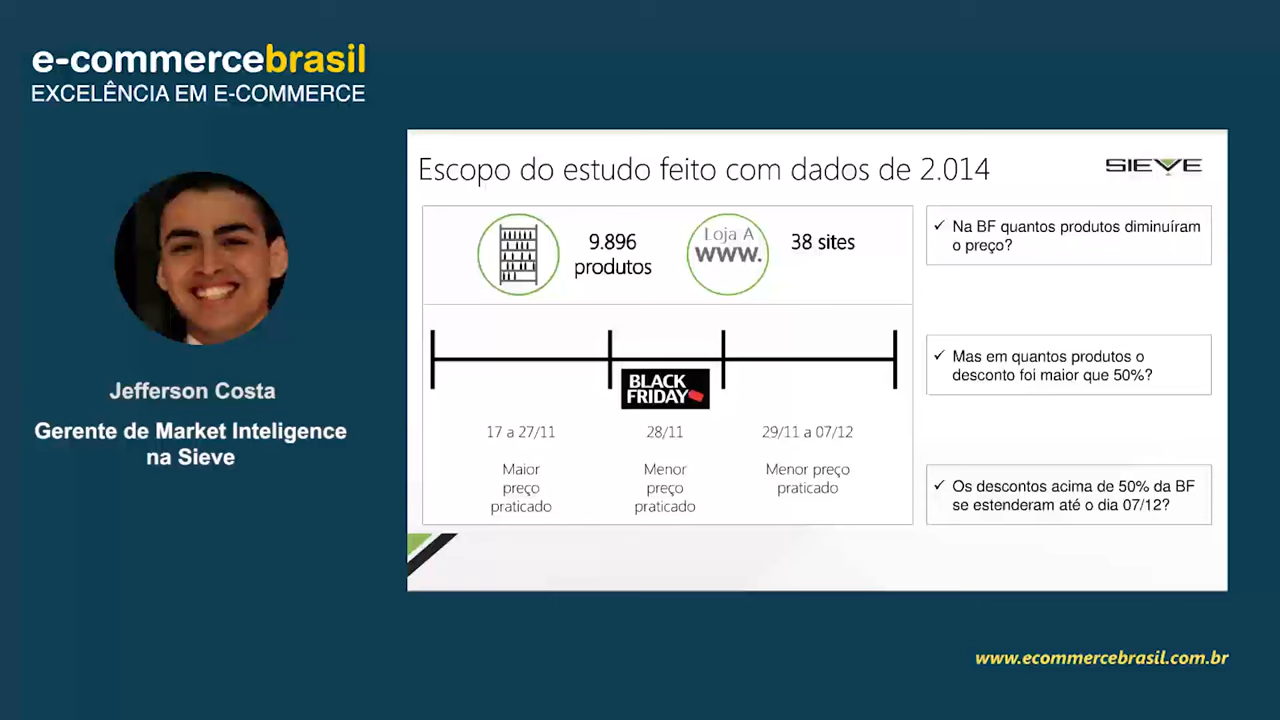 e-commercebrasil
EXCELÊNCIA EM E-COMMERCE
Jefferson Costa
Gerente de Market Inteligence
na Sieve
Escopo do estudo feito com dados de 2.014
SIEVE
9.896
produtos
Loja A
www.
38 sites
BLACK
FRIDAY
17 a 27/11
Maior
preço
praticado
28/11
Menor
preço
praticado
29/11 a 07/12
Menor preço
praticado
✓ Na BF quantos produtos diminuíram
o preço?
✓ Mas em quantos produtos o
desconto foi maior que 50%?
✓ Os descontos acima de 50% da BF
se estenderam até o dia 07/12?
www.ecommercebrasil.com.br